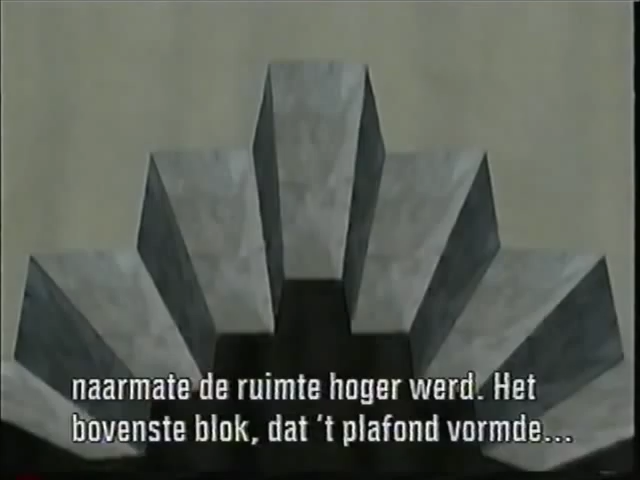 naarmate de ruimte hoger werd. Het
bovenste blok, dat 't plafond vormde...